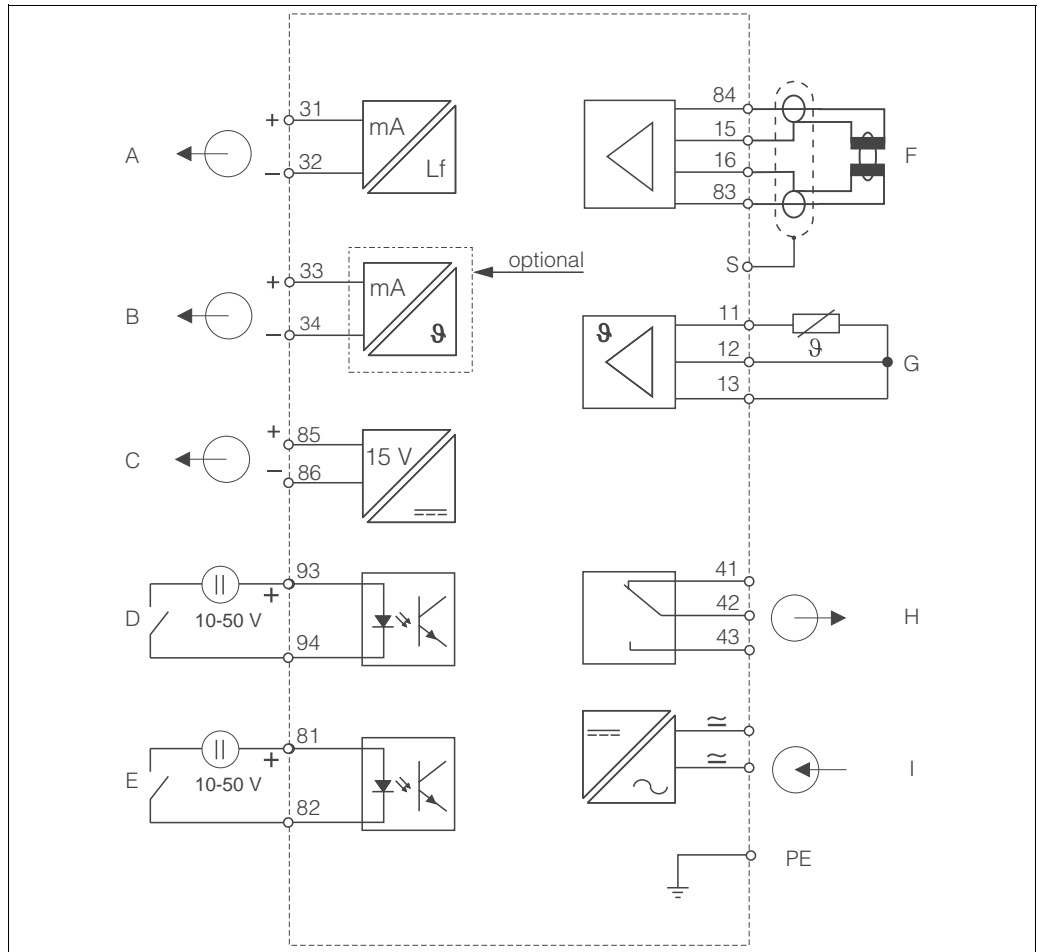 A
+ 31
− 32
mA
Lf
B
+ 33
− 34
mA
ϑ
optional
C
+ 85
− 86
15 V
D
10-50 V
+
93
94
E
10-50 V
+
81
82
84
15
16
83
S
F
ϑ
11
12
13
ϑ
G
41
42
43
H
≃
≃
I
PE